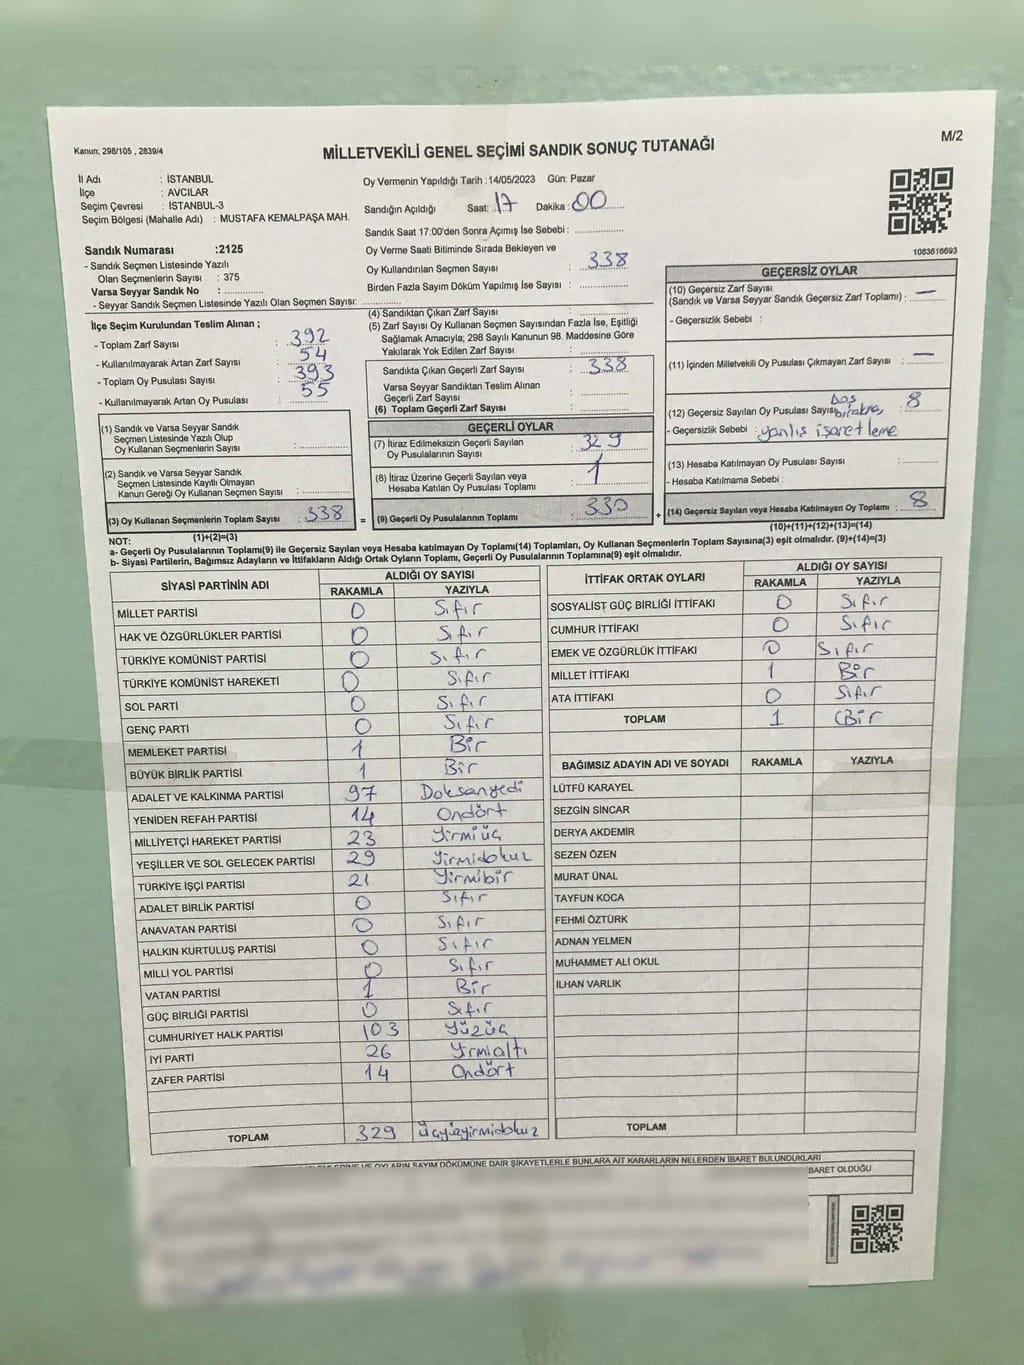 Kanun; 298/105 , 2839/4
MİLLETVEKİLİ GENEL SEÇİMİ SANDIK SONUÇ TUTANAĞI
M/2
İl Adı : İSTANBUL
İlçe : AVCILAR
Seçim Çevresi : İSTANBUL-3
Seçim Bölgesi (Mahalle Adı) : MUSTAFA KEMALPAŞA MAH.
Oy Vermenin Yapıldığı Tarih :14/05/2023 Gün: Pazar
Sandığın Açıldığı Saat: 17 Dakika : 00
Sandık Saat 17:00'den Sonra Açımış İse Sebebi :
Sandık Numarası :2125
- Sandık Seçmen Listesinde Yazılı
Olan Seçmenlerin Sayısı : 375
Varsa Seyyar Sandık No :
- Seyyar Sandık Seçmen Listesinde Yazılı Olan Seçmen Sayısı:
Oy Verme Saati Bitiminde Sırada Bekleyen ve
Oy Kullandırılan Seçmen Sayısı : 338
Birden Fazla Sayım Döküm Yapılmış İse Sayısı :
1083616693
İlçe Seçim Kurulundan Teslim Alınan ;
- Toplam Zarf Sayısı : 392
- Kullanılmayarak Artan Zarf Sayısı : 54
- Toplam Oy Pusulası Sayısı : 393
- Kullanılmayarak Artan Oy Pusulası : 55
(4) Sandıktan Çıkan Zarf Sayısı :
(5) Zarf Sayısı Oy Kullanan Seçmen Sayısından Fazla İse, Eşitliği
Sağlamak Amacıyla; 298 Sayılı Kanunun 98. Maddesine Göre
Yakılarak Yok Edilen Zarf Sayısı :
Sandıkta Çıkan Geçerli Zarf Sayısı : 338
Varsa Seyyar Sandıktan Teslim Alınan
Geçerli Zarf Sayısı :
(6) Toplam Geçerli Zarf Sayısı :
GEÇERSİZ OYLAR
(10) Geçersiz Zarf Sayısı
(Sandık ve Varsa Seyyar Sandık Geçersiz Zarf Toplamı) : —
- Geçersizlik Sebebi :
(11) İçinden Milletvekili Oy Pusulası Çıkmayan Zarf Sayısı : —
(12) Geçersiz Sayılan Oy Pusulası Sayısı : 8
- Geçersizlik Sebebi : boş bırakma, yanlış işaretleme
(13) Hesaba Katılmayan Oy Pusulası Sayısı :
- Hesaba Katılmama Sebebi :
(14) Geçersiz Sayılan veya Hesaba Katılmayan Oy Toplamı : 8
(10)+(11)+(12)+(13)=(14)
(1) Sandık ve Varsa Seyyar Sandık
Seçmen Listesinde Yazılı Olup
Oy Kullanan Seçmenlerin Sayısı :
(2) Sandık ve Varsa Seyyar Sandık
Seçmen Listesinde Kayıtlı Olmayan
Kanun Gereği Oy Kullanan Seçmen Sayısı :
(3) Oy Kullanan Seçmenlerin Toplam Sayısı : 338 =
(1)+(2)=(3)
GEÇERLİ OYLAR
(7) İtiraz Edilmeksizin Geçerli Sayılan
Oy Pusulalarının Sayısı : 329
(8) İtiraz Üzerine Geçerli Sayılan veya
Hesaba Katılan Oy Pusulası Toplamı : 1
(9) Geçerli Oy Pusulalarının Toplamı : 330 +
NOT:
a- Geçerli Oy Pusulalarının Toplamı(9) ile Geçersiz Sayılan veya Hesaba katılmayan Oy Toplamı(14) Toplamları, Oy Kullanan Seçmenlerin Toplam Sayısına(3) eşit olmalıdır. (9)+(14)=(3)
b- Siyasi Partilerin, Bağımsız Adayların ve İttifakların Aldığı Ortak Oyların Toplamı, Geçerli Oy Pusulalarının Toplamına(9) eşit olmalıdır.
SİYASİ PARTİNİN ADI ALDIĞI OY SAYISI
RAKAMLA YAZIYLA
MİLLET PARTİSİ 0 Sıfır
HAK VE ÖZGÜRLÜKLER PARTİSİ 0 Sıfır
TÜRKİYE KOMÜNİST PARTİSİ 0 Sıfır
TÜRKİYE KOMÜNİST HAREKETİ 0 Sıfır
SOL PARTİ 0 Sıfır
GENÇ PARTİ 0 Sıfır
MEMLEKET PARTİSİ 1 Bir
BÜYÜK BİRLİK PARTİSİ 1 Bir
ADALET VE KALKINMA PARTİSİ 97 Doksanyedi
YENİDEN REFAH PARTİSİ 14 Ondört
MİLLİYETÇİ HAREKET PARTİSİ 23 Yirmiüç
YEŞİLLER VE SOL GELECEK PARTİSİ 29 Yirmidokuz
TÜRKİYE İŞÇİ PARTİSİ 21 Yirmibir
ADALET BİRLİK PARTİSİ 0 Sıfır
ANAVATAN PARTİSİ 0 Sıfır
HALKIN KURTULUŞ PARTİSİ 0 Sıfır
MİLLİ YOL PARTİSİ 0 Sıfır
VATAN PARTİSİ 1 Bir
GÜÇ BİRLİĞİ PARTİSİ 0 Sıfır
CUMHURİYET HALK PARTİSİ 103 Yüzüç
İYİ PARTİ 26 Yirmialtı
ZAFER PARTİSİ 14 Ondört
TOPLAM 329 Üçyüzyirmidokuz
İTTİFAK ORTAK OYLARI ALDIĞI OY SAYISI
RAKAMLA YAZIYLA
SOSYALİST GÜÇ BİRLİĞİ İTTİFAKI 0 Sıfır
CUMHUR İTTİFAKI 0 Sıfır
EMEK VE ÖZGÜRLÜK İTTİFAKI 0 Sıfır
MİLLET İTTİFAKI 1 Bir
ATA İTTİFAKI 0 Sıfır
TOPLAM 1 Bir
BAĞIMSIZ ADAYIN ADI VE SOYADI RAKAMLA YAZIYLA
LÜTFÜ KARAYEL
SEZGİN SİNCAR
DERYA AKDEMİR
SEZEN ÖZEN
MURAT ÜNAL
TAYFUN KOCA
FEHMİ ÖZTÜRK
ADNAN YELMEN
MUHAMMET ALİ OKUL
İLHAN VARLIK
TOPLAM
OYLARIN SAYIM DÖKÜMÜNE DAİR ŞİKAYETLERLE BUNLARA AİT KARARLARIN NELERDEN İBARET BULUNDUKLARI
İBARET OLDUĞU